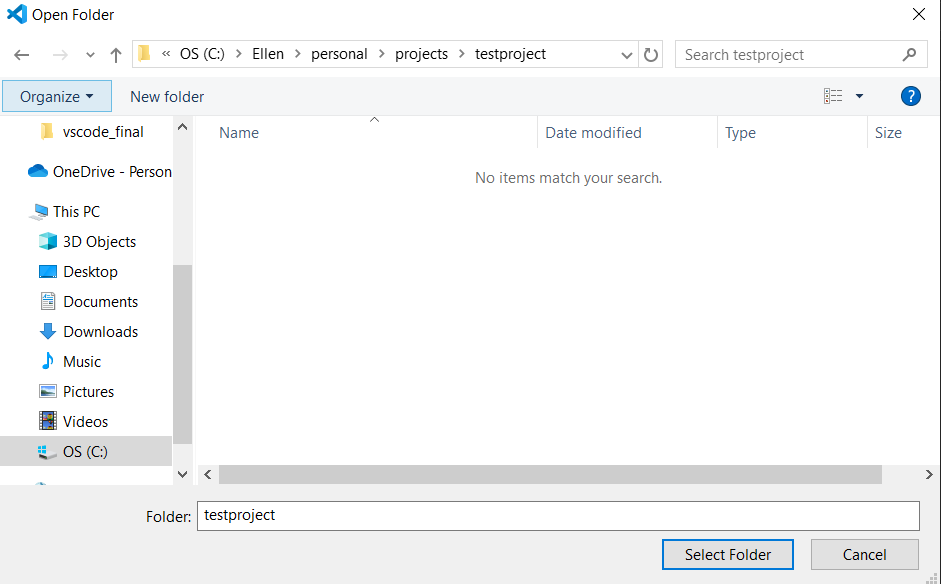 Open Folder
« OS (C:) > Ellen > personal > projects > testproject
Search testproject
Organize New folder
?
vscode_final
OneDrive - Person
This PC
3D Objects
Desktop
Documents
Downloads
Music
Pictures
Videos
OS (C:)
Name Date modified Type Size
No items match your search.
Folder: testproject
Select Folder Cancel